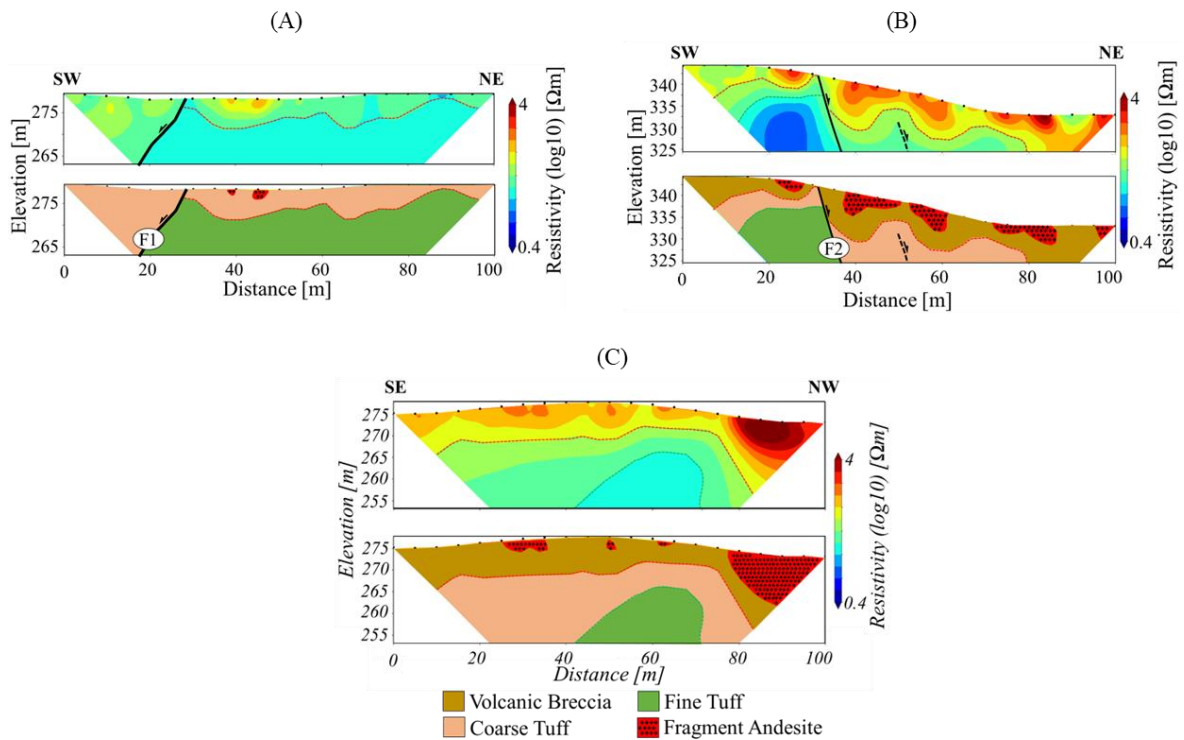 (A)
SW NE
275
265
Elevation [m]
275
265
F1
0 20 40 60 80 100
Distance [m]
4
0.4
Resistivity (log10) [Ωm]
(B)
SW NE
340
335
330
325
Elevation [m]
340
335
330
325
F2
0 20 40 60 80 100
Distance [m]
4
0.4
Resistivity (log10) [Ωm]
(C)
SE NW
275
270
265
260
253
Elevation [m]
275
270
265
260
253
0 20 40 60 80 100
Distance [m]
4
0.4
Resistivity (log10) [Ωm]
Volcanic Breccia Fine Tuff
Coarse Tuff Fragment Andesite